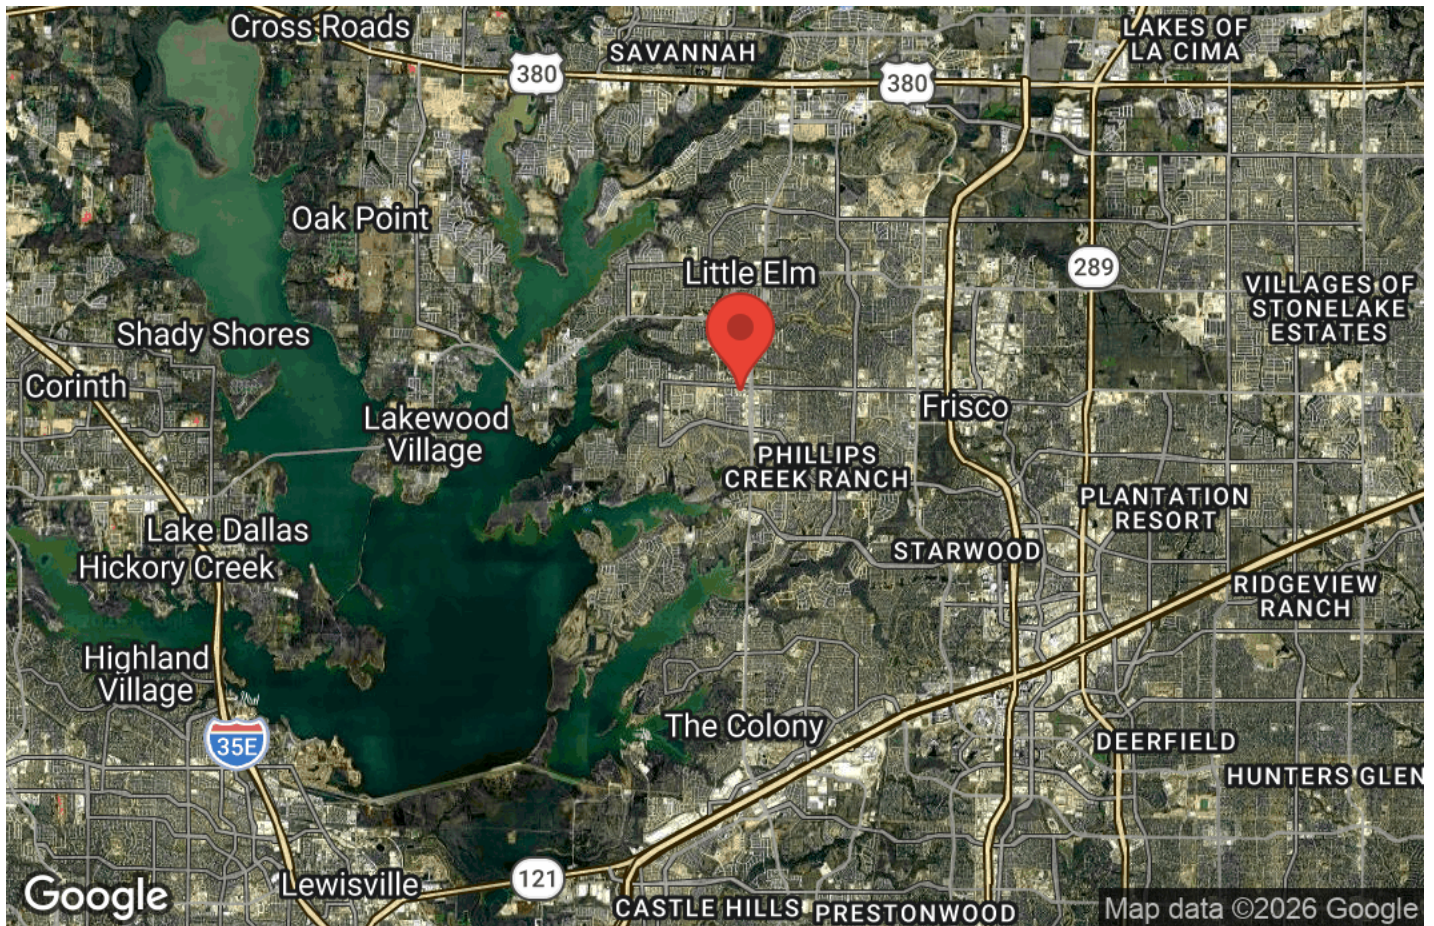 Cross Roads
LAKES OF
LA CIMA
SAVANNAH
380
380
Oak Point
Little Elm
289
VILLAGES OF
STONELAKE
ESTATES
Shady Shores
Corinth
Lakewood
Village
Frisco
PHILLIPS
CREEK RANCH
PLANTATION
RESORT
Lake Dallas
Hickory Creek
STARWOOD
RIDGEVIEW
RANCH
Highland
Village
35E
The Colony
DEERFIELD
HUNTERS GLEN
Lewisville
121
CASTLE HILLS
PRESTONWOOD
Google
Map data ©2026 Google